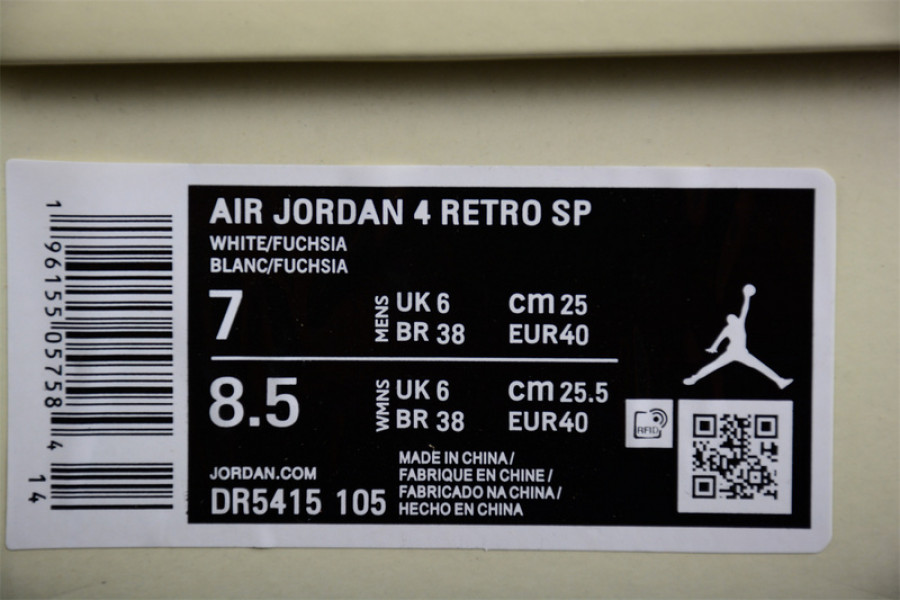 1 96155 05758 4 14
AIR JORDAN 4 RETRO SP
WHITE/FUCHSIA
BLANC/FUCHSIA
7
MENS
UK 6
cm 25
BR 38
EUR40
8.5
WMNS
UK 6
cm 25.5
BR 38
EUR40
RFID
JORDAN.COM
DR5415 105
MADE IN CHINA/
FABRIQUE EN CHINE/
FABRICADO NA CHINA/
HECHO EN CHINA